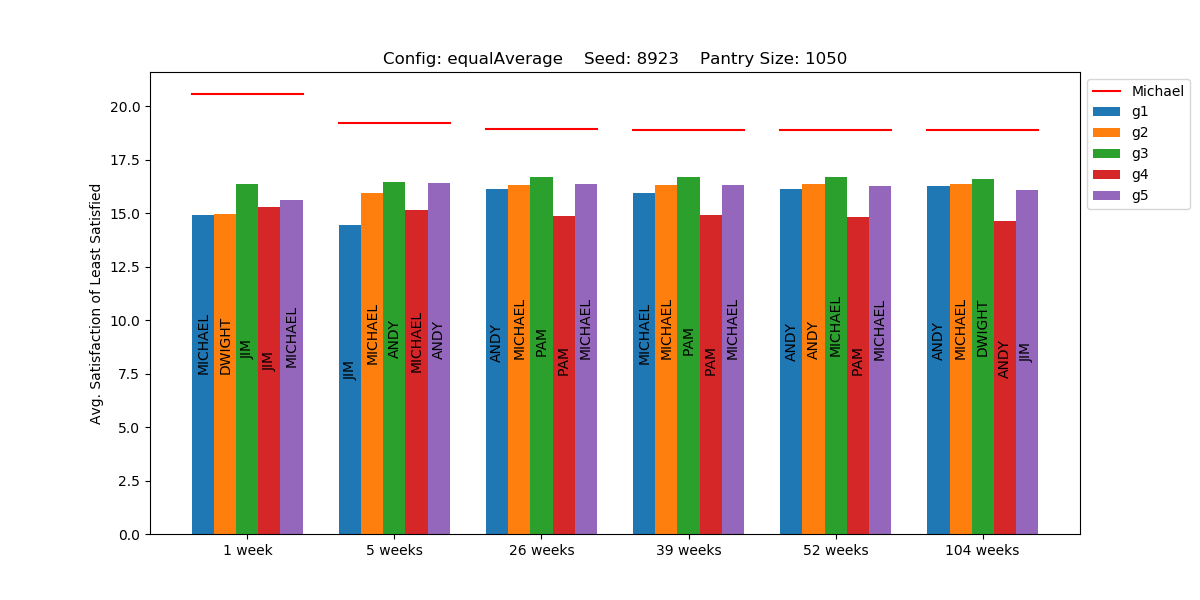 Config: equalAverage    Seed: 8923    Pantry Size: 1050
Avg. Satisfaction of Least Satisfied
20.0
17.5
15.0
12.5
10.0
7.5
5.0
2.5
0.0
MICHAEL
DWIGHT
JIM
JIM
MICHAEL
JIM
MICHAEL
ANDY
MICHAEL
ANDY
ANDY
MICHAEL
PAM
PAM
MICHAEL
MICHAEL
MICHAEL
PAM
PAM
MICHAEL
ANDY
ANDY
MICHAEL
PAM
MICHAEL
ANDY
MICHAEL
DWIGHT
ANDY
JIM
1 week
5 weeks
26 weeks
39 weeks
52 weeks
104 weeks
Michael
g1
g2
g3
g4
g5